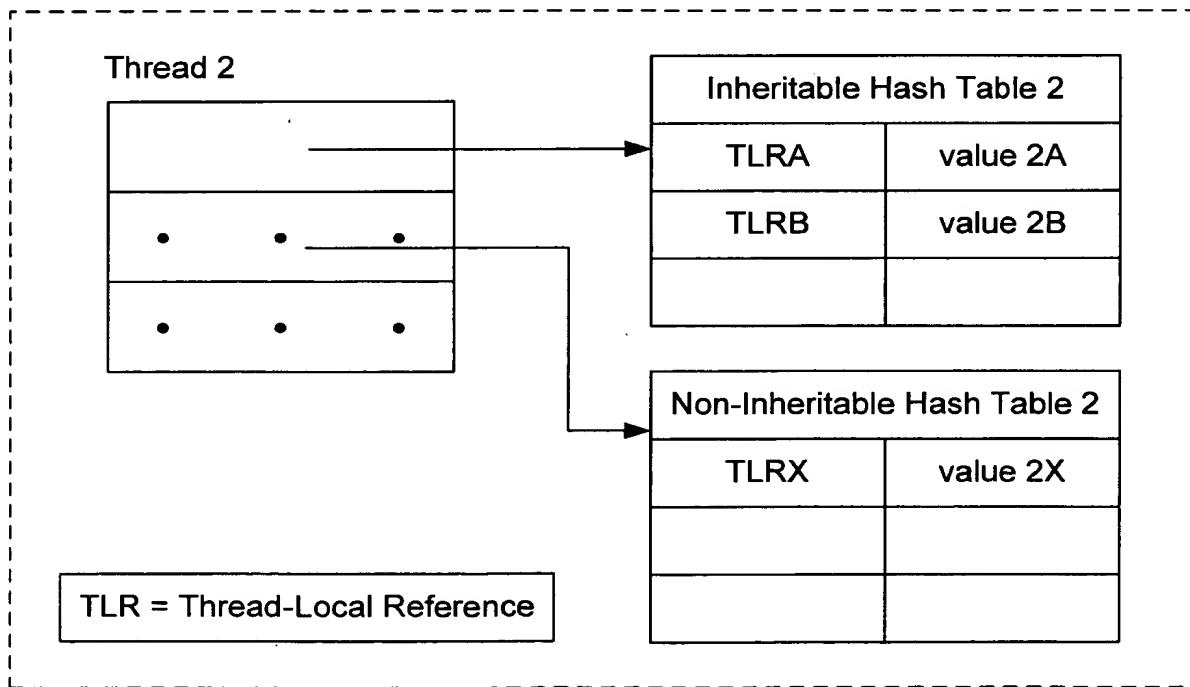 Thread 2
Inheritable Hash Table 2
TLRA value 2A
TLRB value 2B
Non-Inheritable Hash Table 2
TLRX value 2X
TLR = Thread-Local Reference